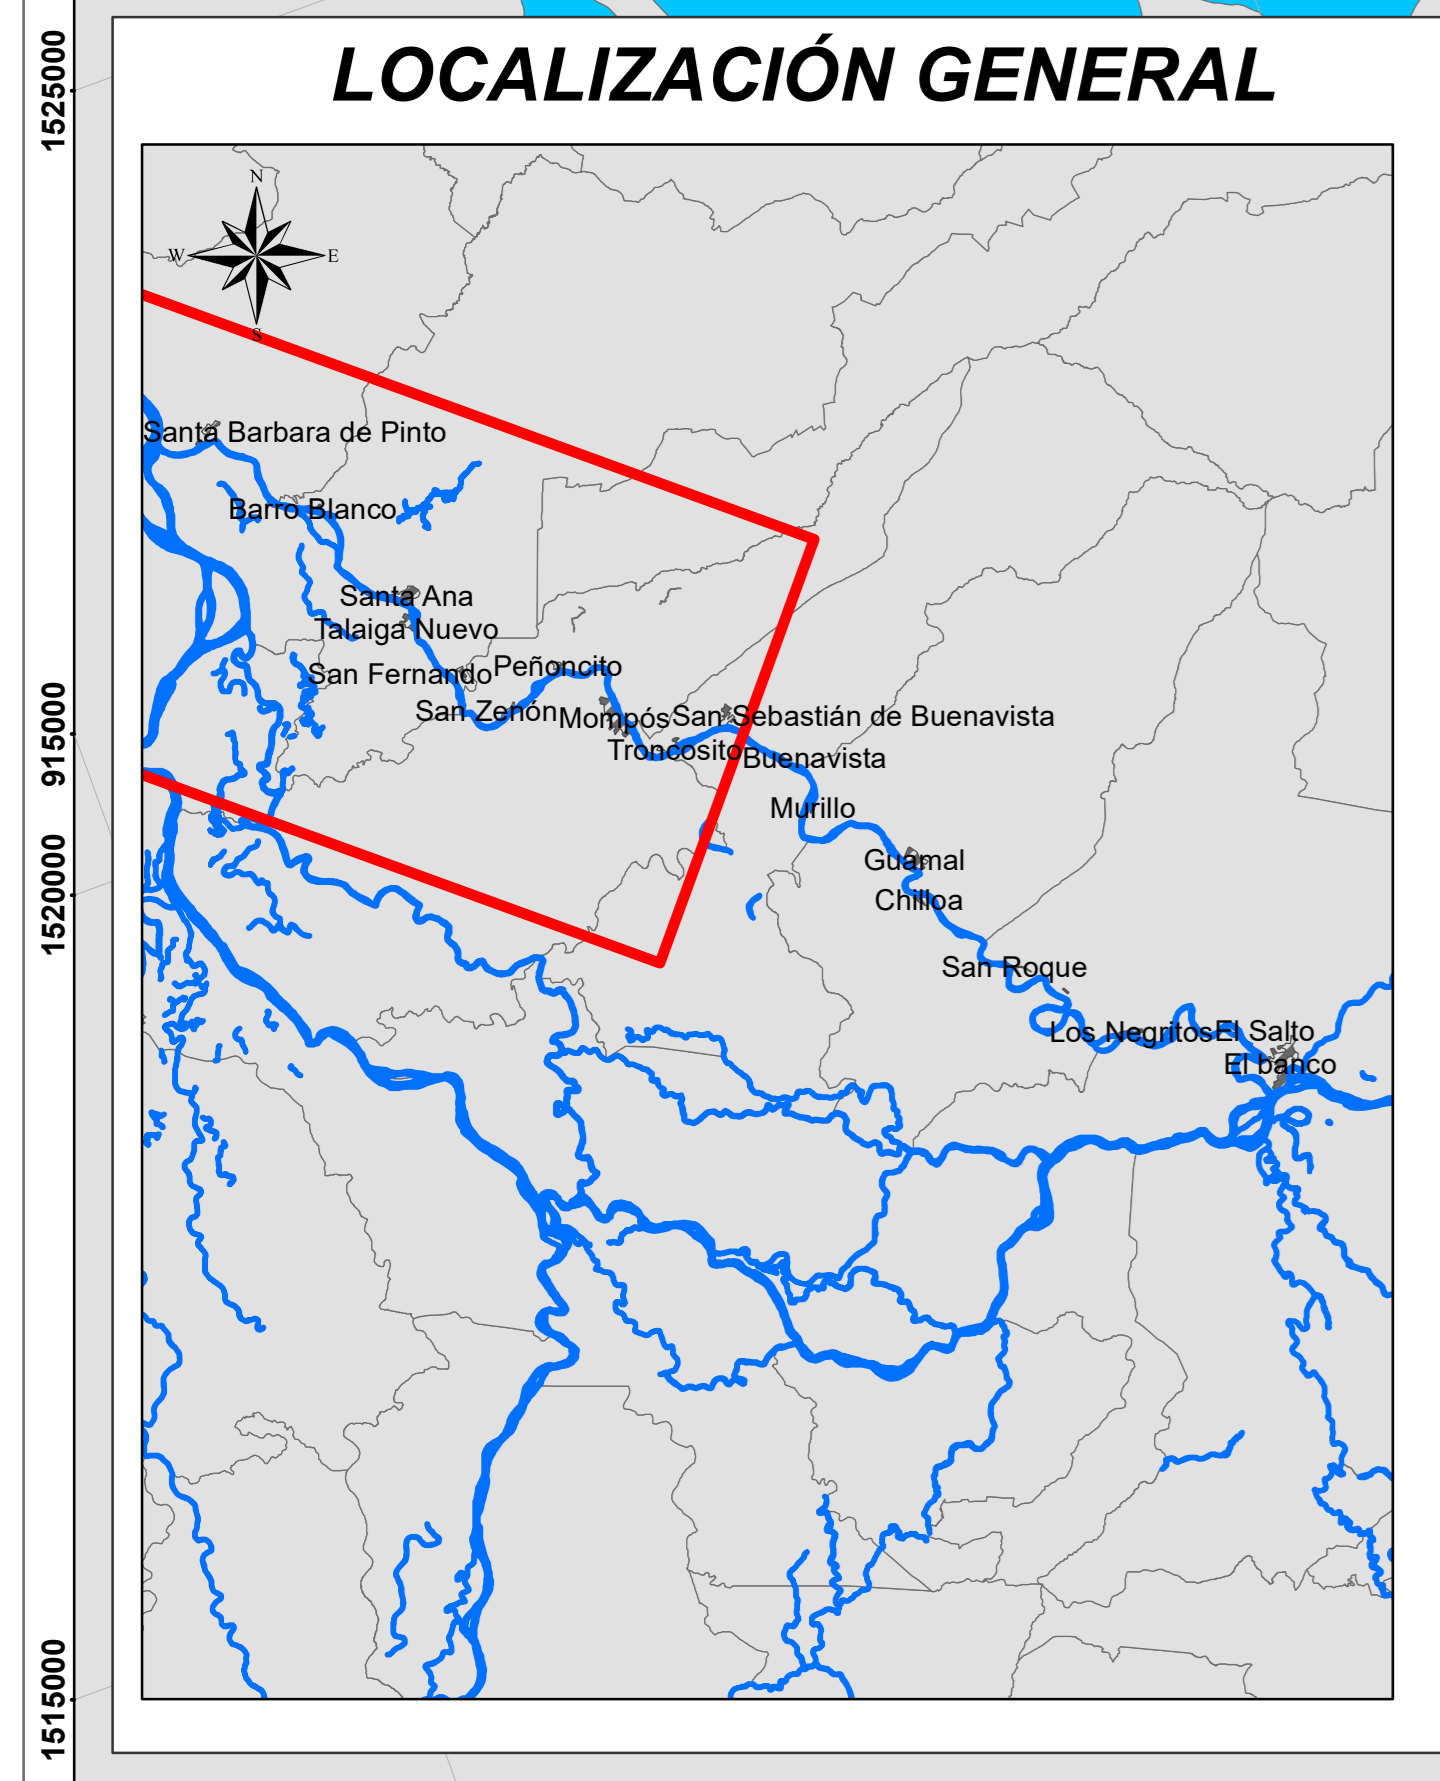 LOCALIZACIÓN GENERAL
1525000
N
W
E
S
Santa Barbara de Pinto
Barro Blanco
Santa Ana
Talaiga Nuevo
San Fernando
Peñoncito
San Zenón
Mompós
San Sebastián de Buenavista
Troncosito
Buenavista
915000
Murillo
Guamal
Chilloa
1520000
San Roque
Los Negritos
El Salto
El banco
1515000